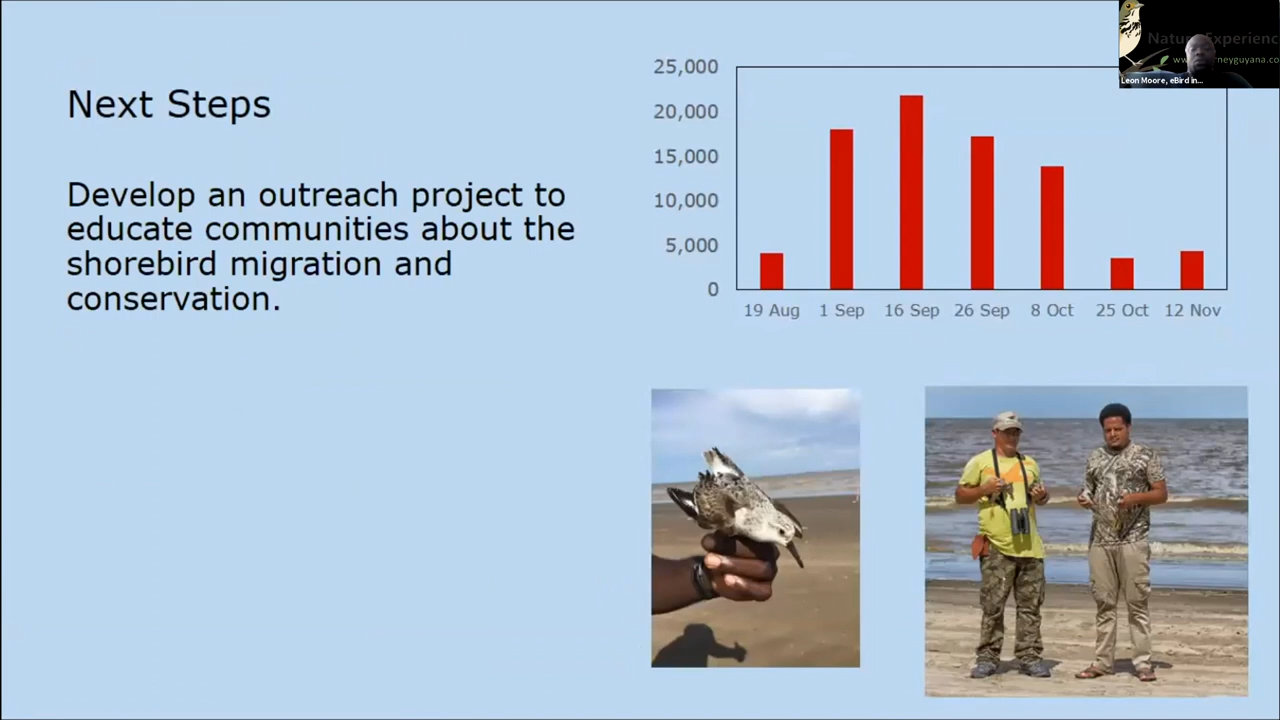 Next Steps
Develop an outreach project to
educate communities about the
shorebird migration and
conservation.
25,000
20,000
15,000
10,000
5,000
0
19 Aug 1 Sep 16 Sep 26 Sep 8 Oct 25 Oct 12 Nov
Leon Moore, eBird in...